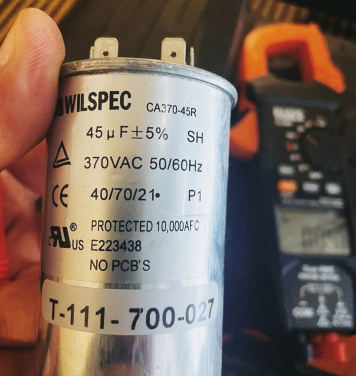 WILSPEC CA370-45R
45µF±5% SH
370VAC 50/60Hz
CE 40/70/21• P1
® PROTECTED 10,000AFC
US E223438
NO PCB'S
T-111-700-027